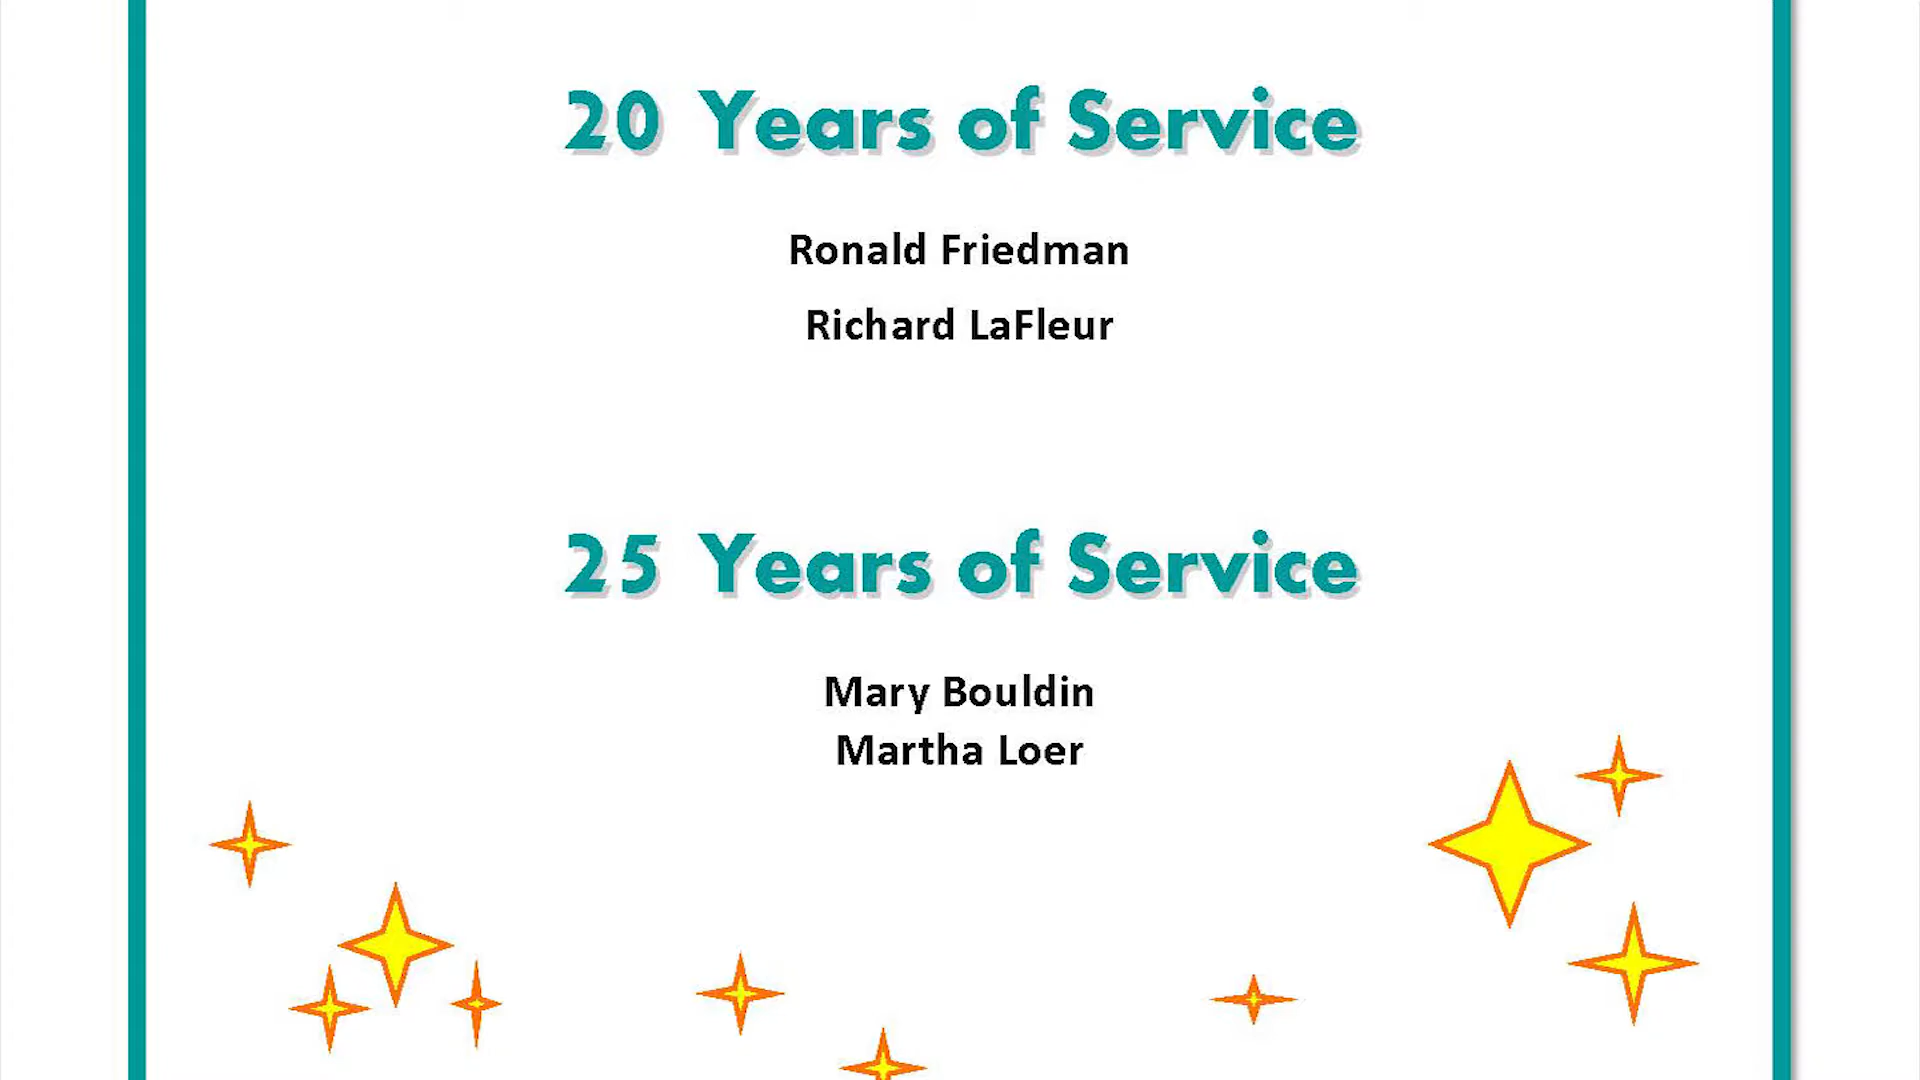 20 Years of Service
Ronald Friedman
Richard LaFleur
25 Years of Service
Mary Bouldin
Martha Loer